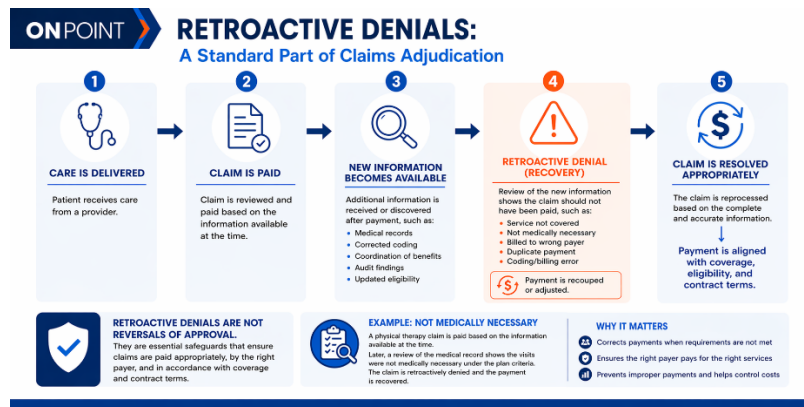 ONPOINT
RETROACTIVE DENIALS:
A Standard Part of Claims Adjudication
1
CARE IS DELIVERED
Patient receives care
from a provider.
2
CLAIM IS PAID
Claim is reviewed and
paid based on the
information available
at the time.
3
NEW INFORMATION
BECOMES AVAILABLE
Additional information is
received or discovered
after payment, such as:
• Medical records
• Corrected coding
• Coordination of benefits
• Audit findings
• Updated eligibility
4
RETROACTIVE DENIAL
(RECOVERY)
Review of the new information
shows the claim should not
have been paid, such as:
• Service not covered
• Not medically necessary
• Billed to wrong payer
• Duplicate payment
• Coding/billing error
$
Payment is recouped
or adjusted.
5
$
CLAIM IS RESOLVED
APPROPRIATELY
The claim is reprocessed
based on the complete
and accurate information.
Payment is aligned
with coverage,
eligibility, and
contract terms.
RETROACTIVE DENIALS ARE NOT
REVERSALS OF APPROVAL.
They are essential safeguards that ensure
claims are paid appropriately, by the right
payer, and in accordance with coverage
and contract terms.
EXAMPLE: NOT MEDICALLY NECESSARY
A physical therapy claim is paid based on the information
available at the time.
Later, a review of the medical record shows the visits
were not medically necessary under the plan criteria.
The claim is retroactively denied and the payment
is recovered.
WHY IT MATTERS
Corrects payments when requirements are not met
Ensures the right payer pays for the right services
Prevents improper payments and helps control costs